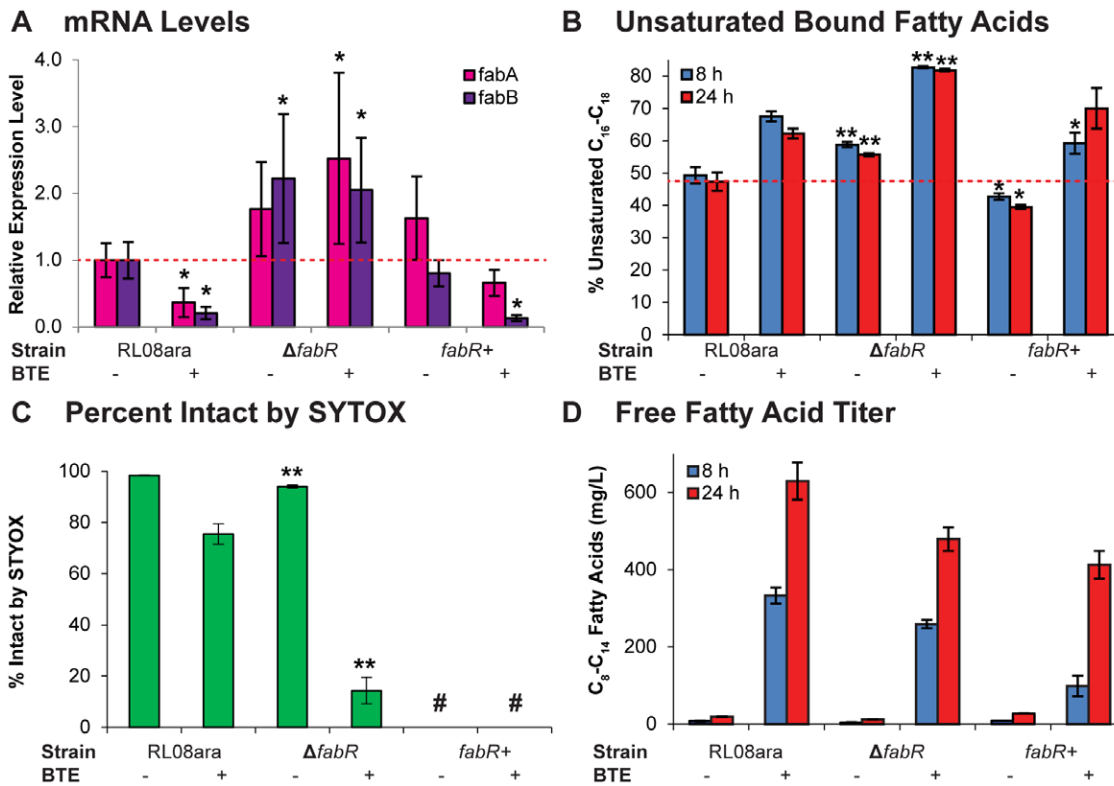 A mRNA Levels
Relative Expression Level
4.0
3.0
2.0
1.0
0.0
fabA
fabB
* * * * * *
Strain RL08ara ΔfabR fabR+
BTE - + - + - +
B Unsaturated Bound Fatty Acids
% Unsaturated C16-C18
90
80
70
60
50
40
30
20
10
0
8 h
24 h
** ** ** ** * * *
Strain RL08ara ΔfabR fabR+
BTE - + - + - +
C Percent Intact by SYTOX
% Intact by STYOX
100
80
60
40
20
0
** ** # #
Strain RL08ara ΔfabR fabR+
BTE - + - + - +
D Free Fatty Acid Titer
C8-C14 Fatty Acids (mg/L)
600
400
200
0
8 h
24 h
Strain RL08ara ΔfabR fabR+
BTE - + - + - +